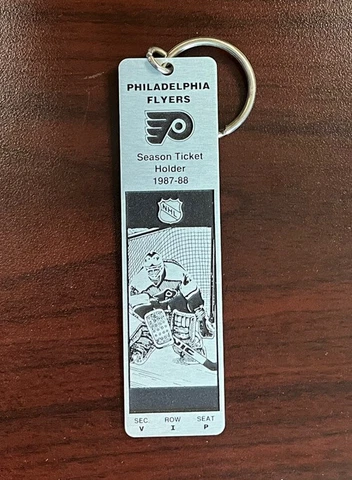 PHILADELPHIA
FLYERS
Season Ticket
Holder
1987-88
NHL
SEC. ROW SEAT
V I P